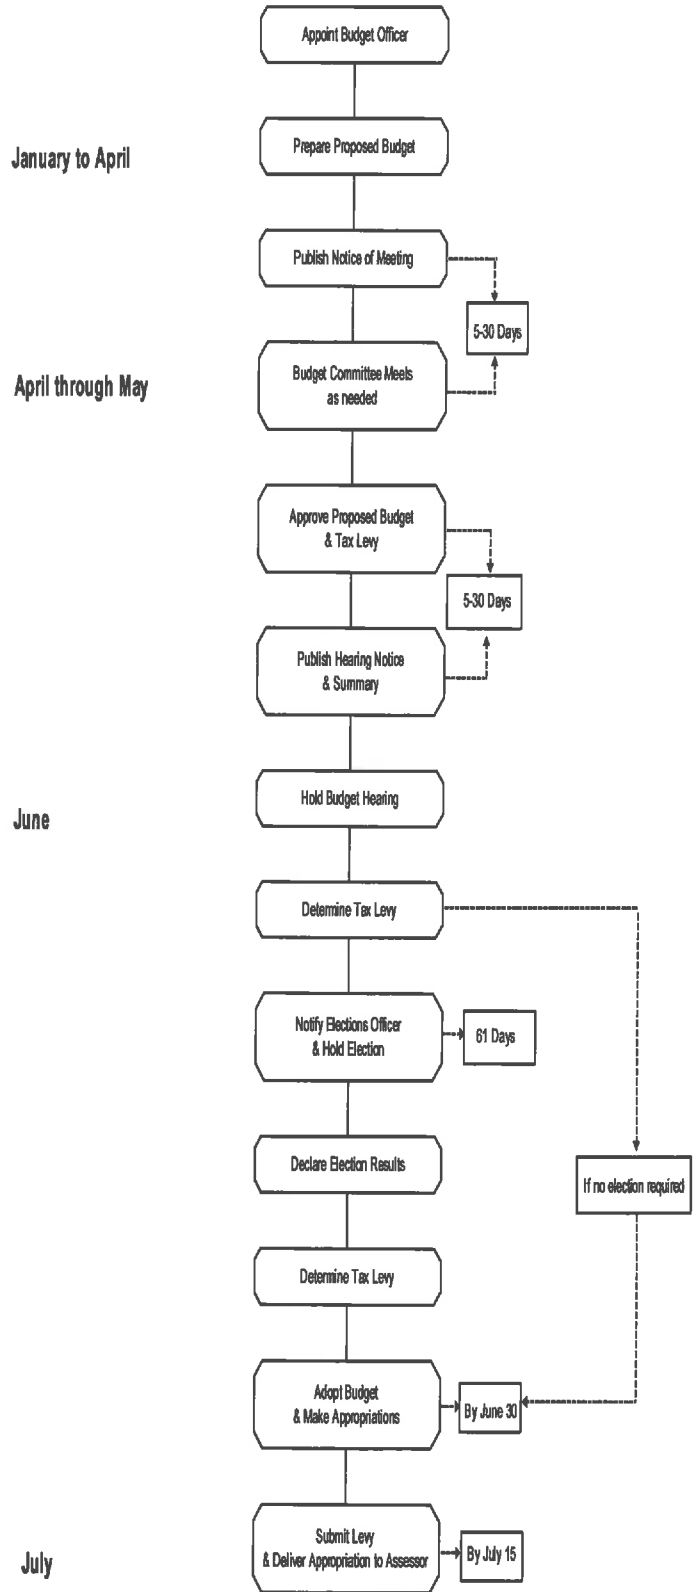 Appoint Budget Officer
January to April
Prepare Proposed Budget
Publish Notice of Meeting
5-30 Days
April through May
Budget Committee Meets
as needed
Approve Proposed Budget
& Tax Levy
5-30 Days
Publish Hearing Notice
& Summary
June
Hold Budget Hearing
Determine Tax Levy
Notify Elections Officer
& Hold Election
61 Days
Declare Election Results
If no election required
Determine Tax Levy
Adopt Budget
& Make Appropriations
By June 30
July
Submit Levy
& Deliver Appropriation to Assessor
By July 15